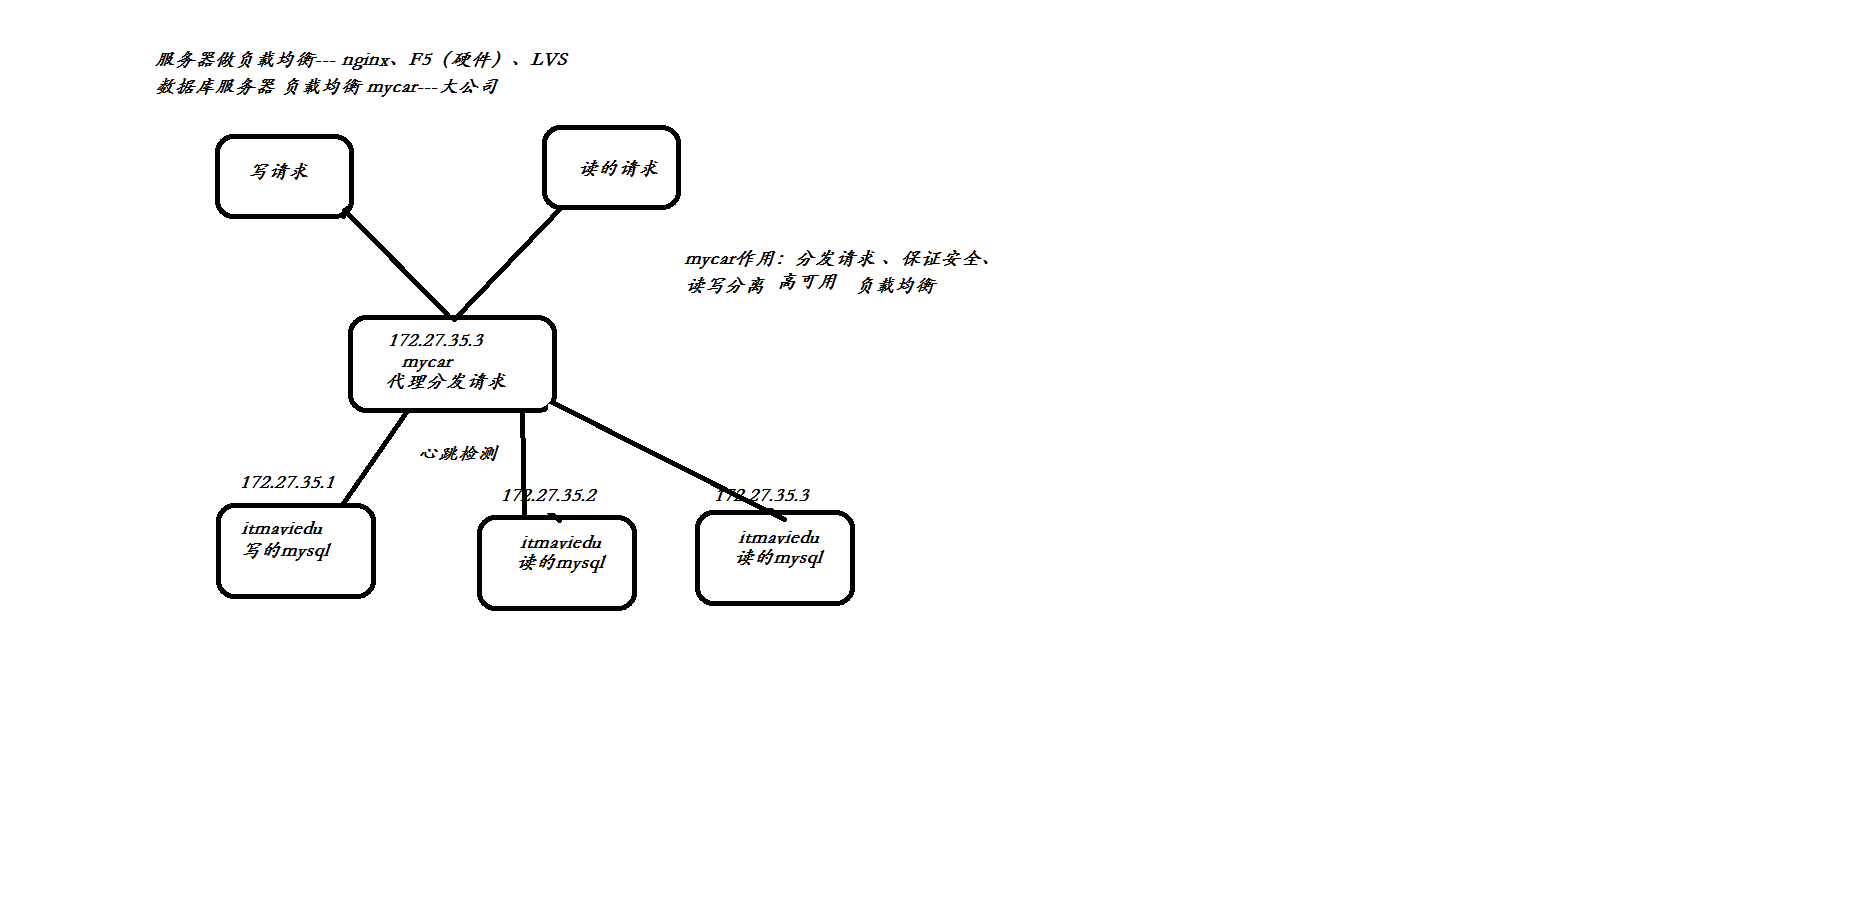 服务器做负载均衡--- nginx、F5（硬件）、LVS
数据库服务器 负载均衡 mycar---大公司
写请求
读的请求
mycar作用：分发请求 、保证安全、
读写分离 高可用 负载均衡
172.27.35.3
mycar
代理分发请求
心跳检测
172.27.35.1
172.27.35.2
172.27.35.3
itmayiedu
写的mysql
itmayiedu
读的mysql
itmayiedu
读的mysql